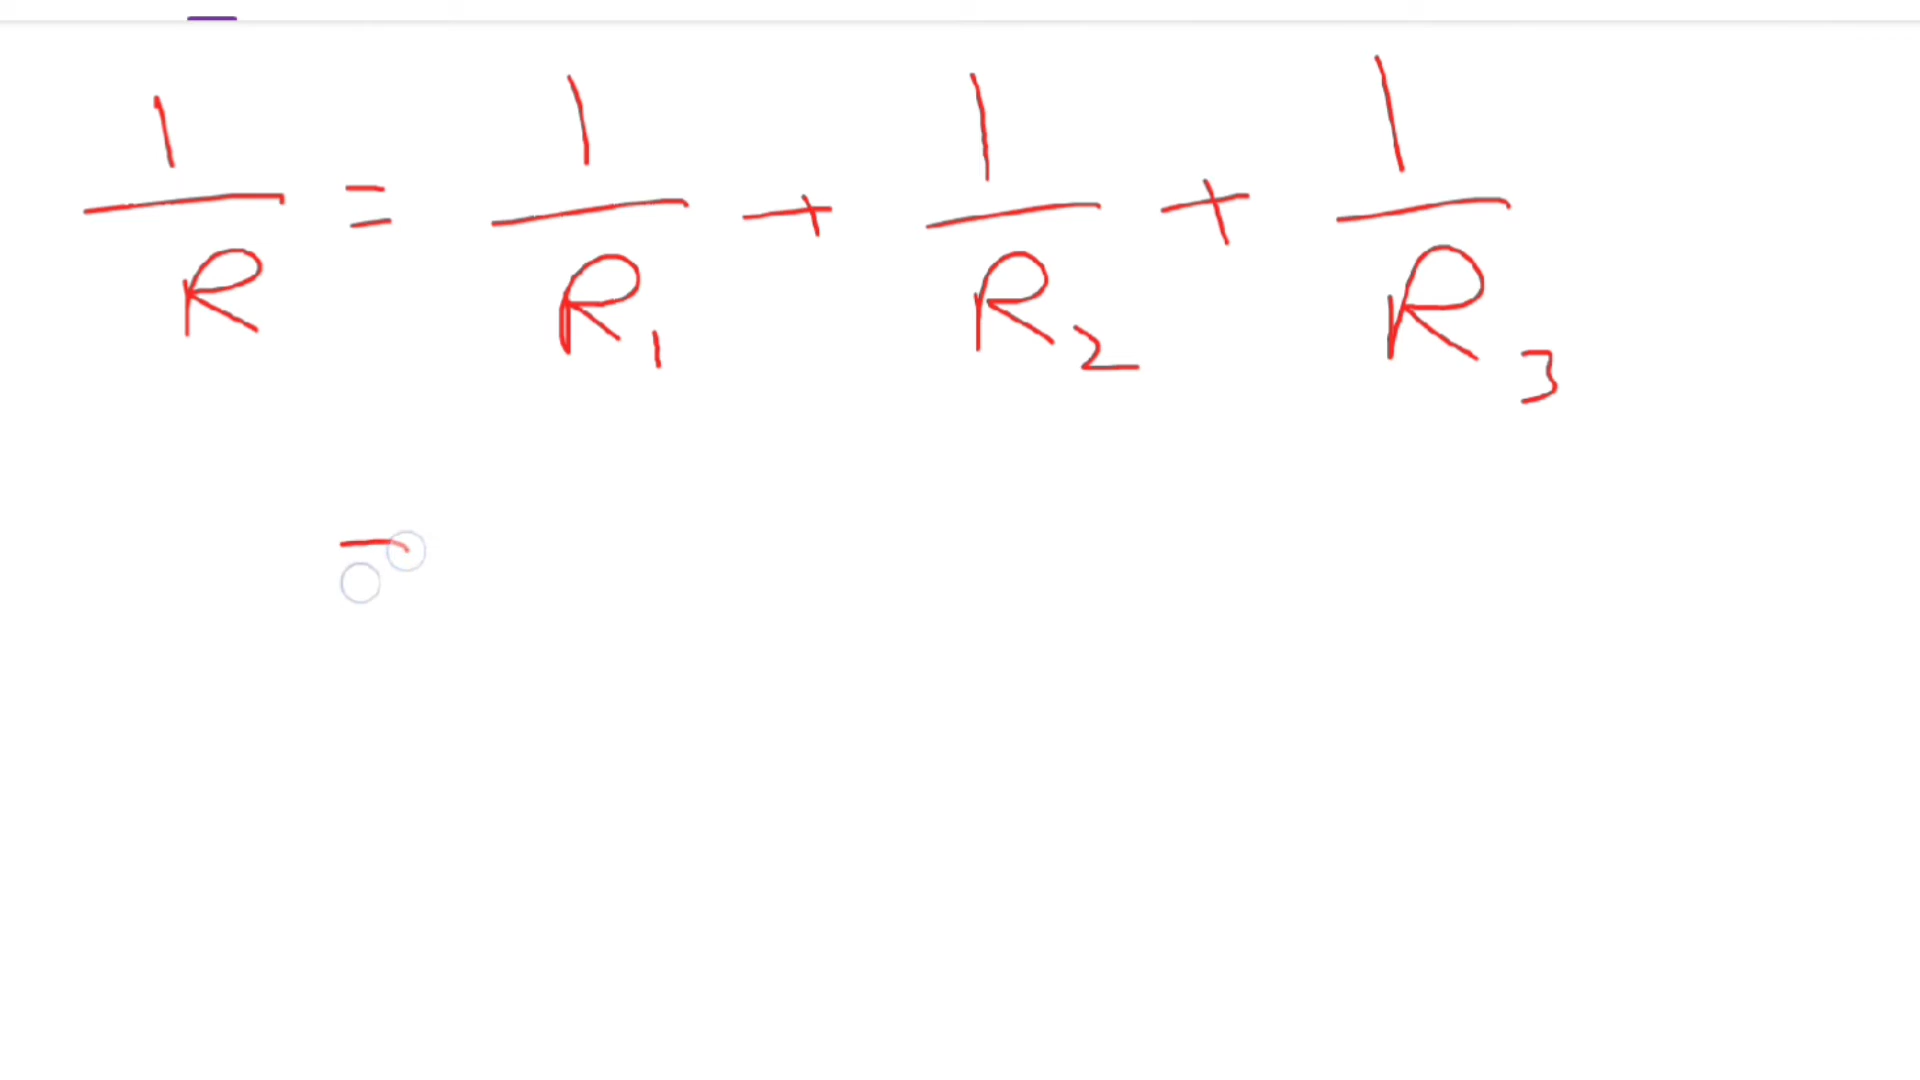 1/R = 1/R₁ + 1/R₂ + 1/R₃